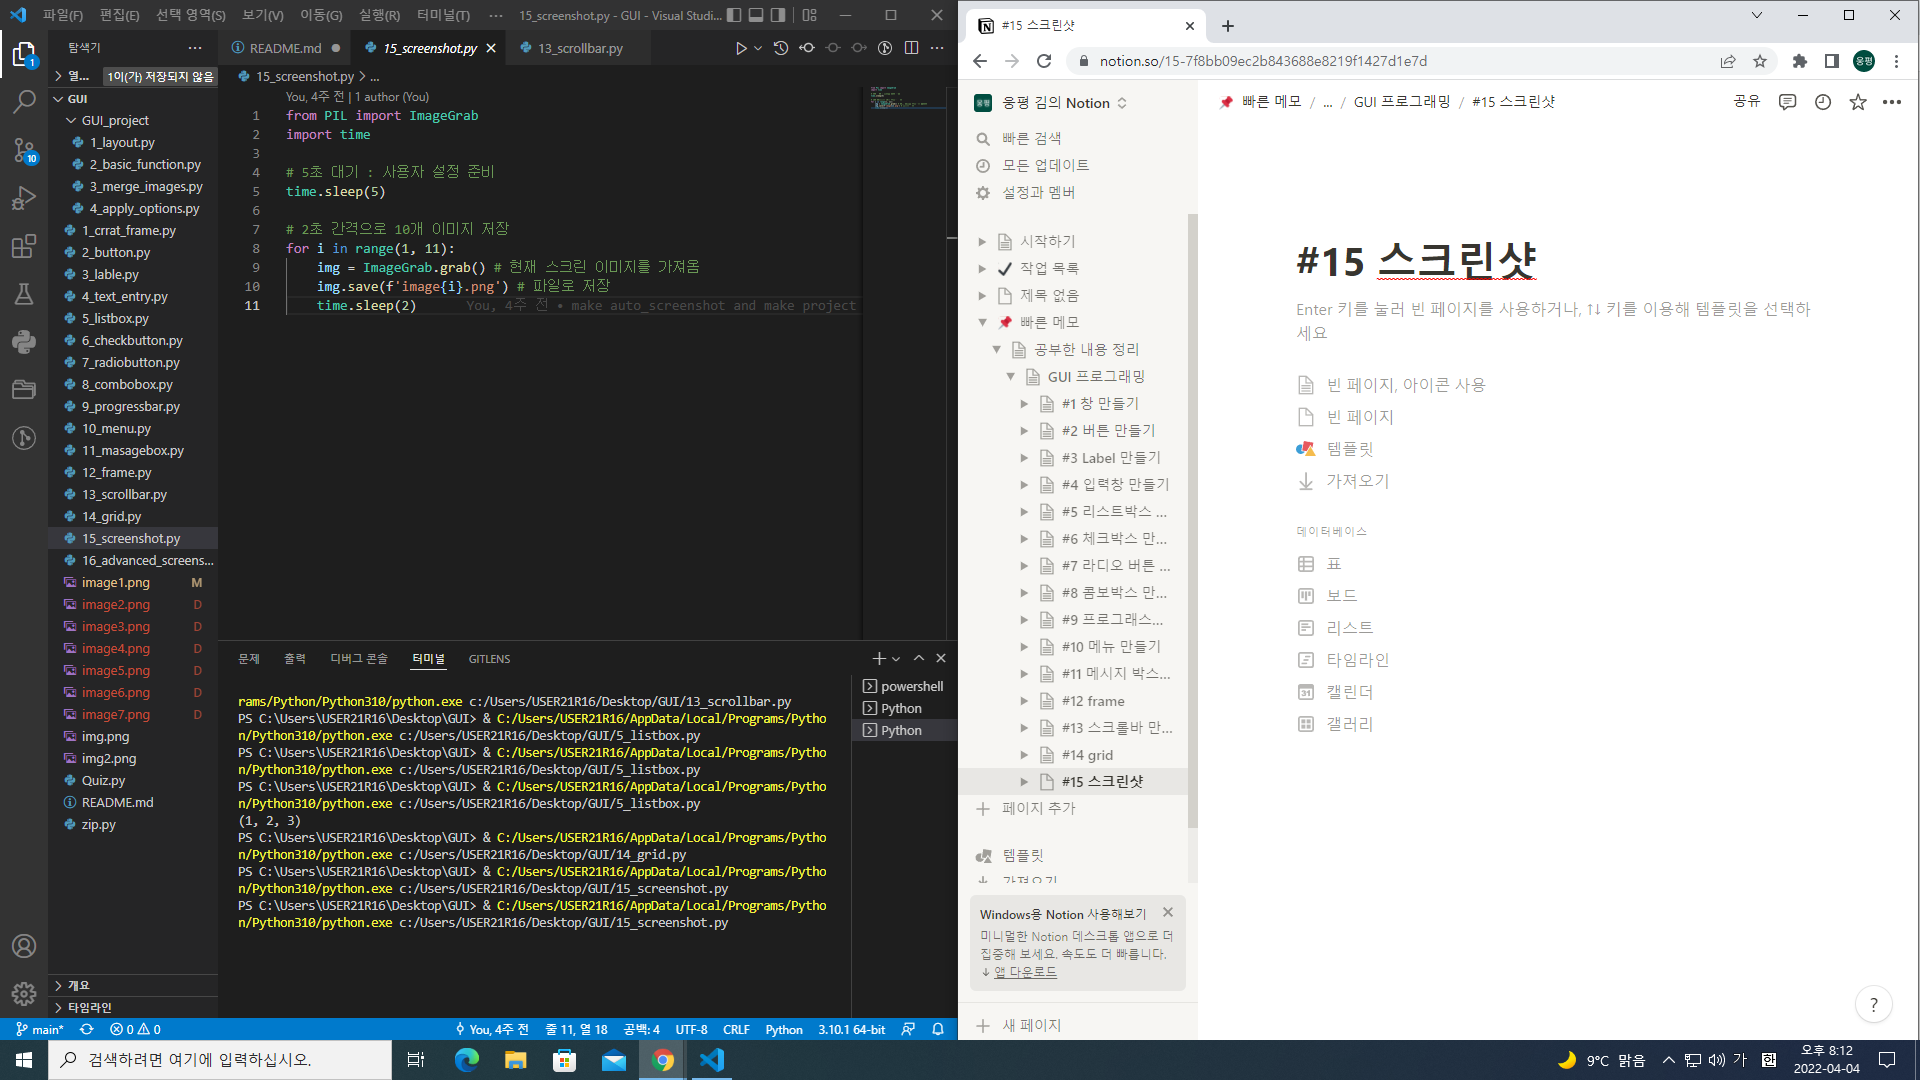 파일(F) 편집(E) 선택 영역(S) 보기(V) 이동(G) 실행(R) 터미널(T) ··· 15_screenshot.py - GUI - Visual Studi...
탐색기
열... 1이(가) 저장되지 않음
GUI
GUI_project
1_layout.py
2_basic_function.py
3_merge_images.py
4_apply_options.py
1_crrat_frame.py
2_button.py
3_lable.py
4_text_entry.py
5_listbox.py
6_checkbutton.py
7_radiobutton.py
8_combobox.py
9_progressbar.py
10_menu.py
11_masagebox.py
12_frame.py
13_scrollbar.py
14_grid.py
15_screenshot.py
16_advanced_screens...
image1.png M
image2.png D
image3.png D
image4.png D
image5.png D
image6.png D
image7.png D
img.png
img2.png
Quiz.py
README.md
zip.py
개요
타임라인
1
10
README.md 15_screenshot.py 13_scrollbar.py
15_screenshot.py > ...
You, 4주 전 | 1 author (You)
1 from PIL import ImageGrab
2 import time
3
4 # 5초 대기 : 사용자 설정 준비
5 time.sleep(5)
6
7 # 2초 간격으로 10개 이미지 저장
8 for i in range(1, 11):
9 img = ImageGrab.grab() # 현재 스크린 이미지를 가져옴
10 img.save(f'image{i}.png') # 파일로 저장
11 time.sleep(2) You, 4주 전 • make auto_screenshot and make project
문제 출력 디버그 콘솔 터미널 GITLENS
powershell
Python
Python
rams/Python/Python310/python.exe c:/Users/USER21R16/Desktop/GUI/13_scrollbar.py
PS C:\Users\USER21R16\Desktop\GUI> & C:/Users/USER21R16/AppData/Local/Programs/Pytho
n/Python310/python.exe c:/Users/USER21R16/Desktop/GUI/5_listbox.py
PS C:\Users\USER21R16\Desktop\GUI> & C:/Users/USER21R16/AppData/Local/Programs/Pytho
n/Python310/python.exe c:/Users/USER21R16/Desktop/GUI/5_listbox.py
PS C:\Users\USER21R16\Desktop\GUI> & C:/Users/USER21R16/AppData/Local/Programs/Pytho
n/Python310/python.exe c:/Users/USER21R16/Desktop/GUI/5_listbox.py
(1, 2, 3)
PS C:\Users\USER21R16\Desktop\GUI> & C:/Users/USER21R16/AppData/Local/Programs/Pytho
n/Python310/python.exe c:/Users/USER21R16/Desktop/GUI/14_grid.py
PS C:\Users\USER21R16\Desktop\GUI> & C:/Users/USER21R16/AppData/Local/Programs/Pytho
n/Python310/python.exe c:/Users/USER21R16/Desktop/GUI/15_screenshot.py
PS C:\Users\USER21R16\Desktop\GUI> & C:/Users/USER21R16/AppData/Local/Programs/Pytho
n/Python310/python.exe c:/Users/USER21R16/Desktop/GUI/15_screenshot.py
main* 0 0 You, 4주 전 줄 11, 열 18 공백: 4 UTF-8 CRLF Python 3.10.1 64-bit
#15 스크린샷
notion.so/15-7f8bb09ec2b843688e8219f1427d1e7d
웅평
웅평 웅평 김의 Notion
빠른 검색
모든 업데이트
설정과 멤버
시작하기
작업 목록
제목 없음
빠른 메모
공부한 내용 정리
GUI 프로그래밍
#1 창 만들기
#2 버튼 만들기
#3 Label 만들기
#4 입력창 만들기
#5 리스트박스 ...
#6 체크박스 만...
#7 라디오 버튼 ...
#8 콤보박스 만...
#9 프로그래스...
#10 메뉴 만들기
#11 메시지 박스...
#12 frame
#13 스크롤바 만...
#14 grid
#15 스크린샷
페이지 추가
템플릿
가져오기
Windows용 Notion 사용해보기
미니멀한 Notion 데스크톱 앱으로 더
집중해 보세요. 속도도 더 빠릅니다.
↓ 앱 다운로드
새 페이지
빠른 메모 / ... / GUI 프로그래밍 / #15 스크린샷 공유
#15 스크린샷
Enter 키를 눌러 빈 페이지를 사용하거나, ↑↓ 키를 이용해 템플릿을 선택하
세요
빈 페이지, 아이콘 사용
빈 페이지
템플릿
가져오기
데이터베이스
표
보드
리스트
타임라인
31 캘린더
갤러리
?
검색하려면 여기에 입력하십시오.
9°C 맑음 가 한 오후 8:12
2022-04-04